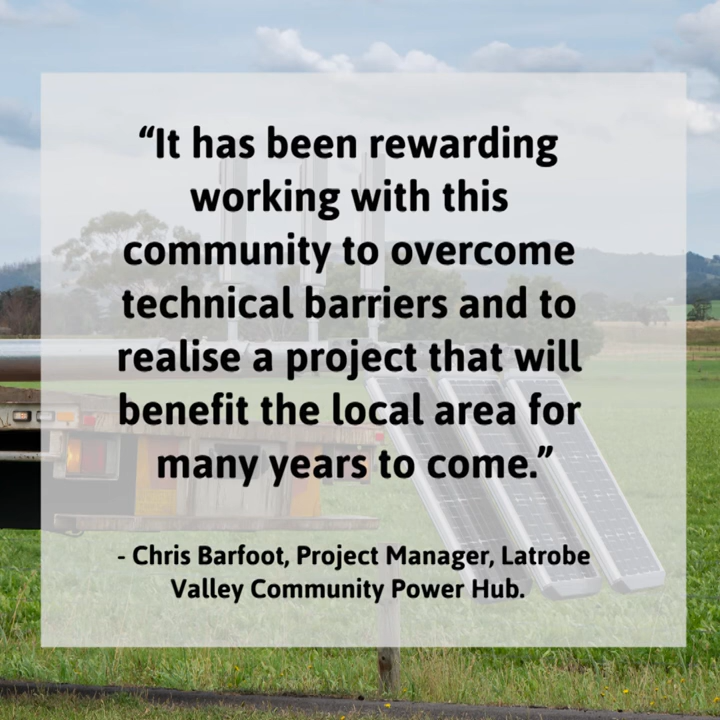 “It has been rewarding
working with this
community to overcome
technical barriers and to
realise a project that will
benefit the local area for
many years to come.”
- Chris Barfoot, Project Manager, Latrobe
Valley Community Power Hub.